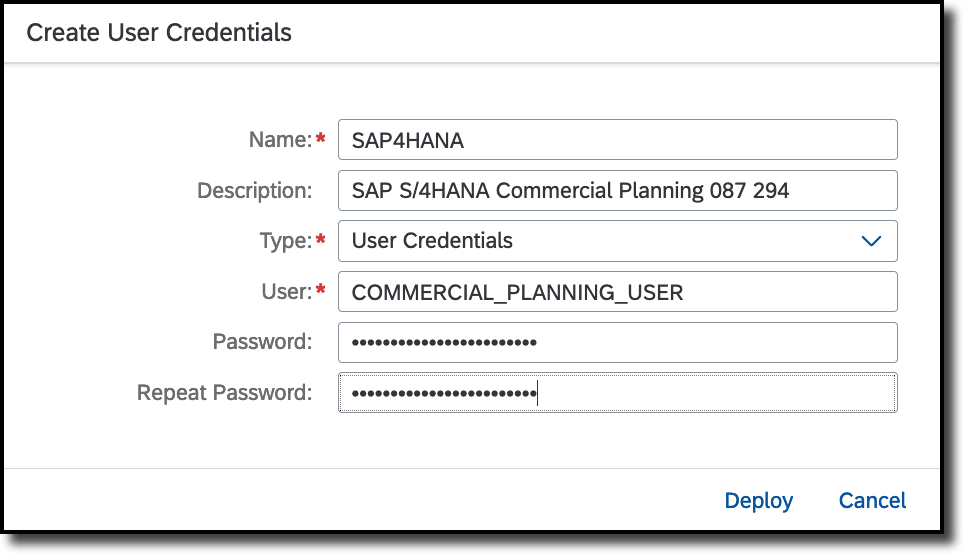 Create User Credentials
Name:* SAP4HANA
Description: SAP S/4HANA Commercial Planning 087 294
Type:* User Credentials
User:* COMMERCIAL_PLANNING_USER
Password: ••••••••••••••••••••••••
Repeat Password: ••••••••••••••••••••••••
Deploy Cancel